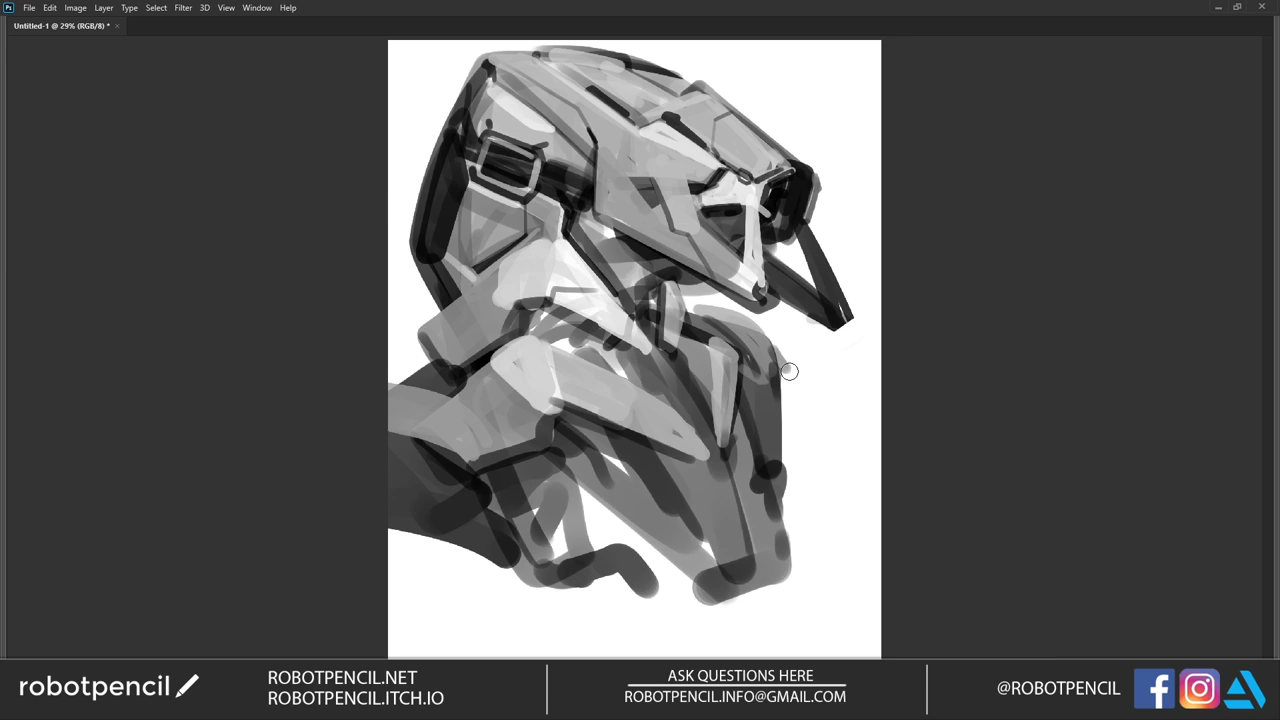 Ps File Edit Image Layer Type Select Filter 3D View Window Help
Untitled-1 @ 29% (RGB/8) * ×
robotpencil
ROBOTPENCIL.NET
ROBOTPENCIL.ITCH.IO
ASK QUESTIONS HERE
ROBOTPENCIL.INFO@GMAIL.COM
@ROBOTPENCIL